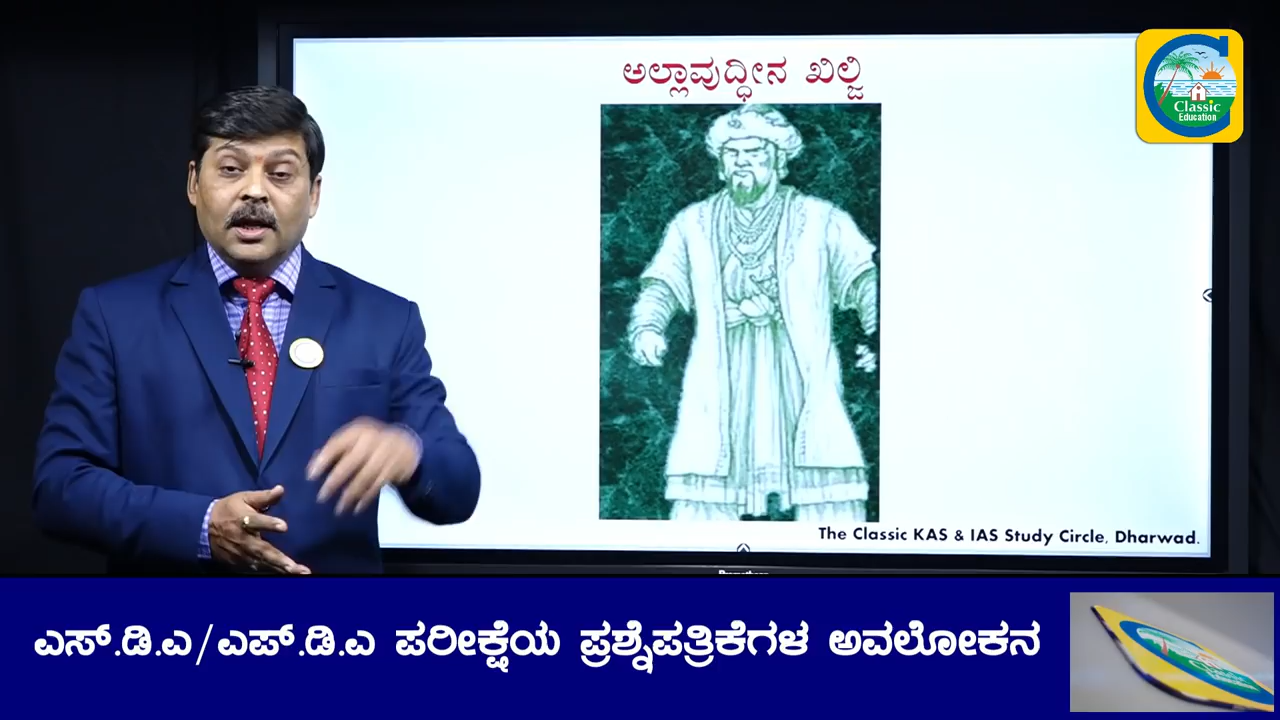 ಅಲ್ಲಾವುದ್ಧೀನ ಖಿಲ್ಜಿ
Classic
Education
The Classic KAS & IAS Study Circle, Dharwad.
ಎಸ್.ಡಿ.ಎ/ಎಫ್.ಡಿ.ಎ ಪರೀಕ್ಷೆಯ ಪ್ರಶ್ನೆಪತ್ರಿಕೆಗಳ ಅವಲೋಕನ